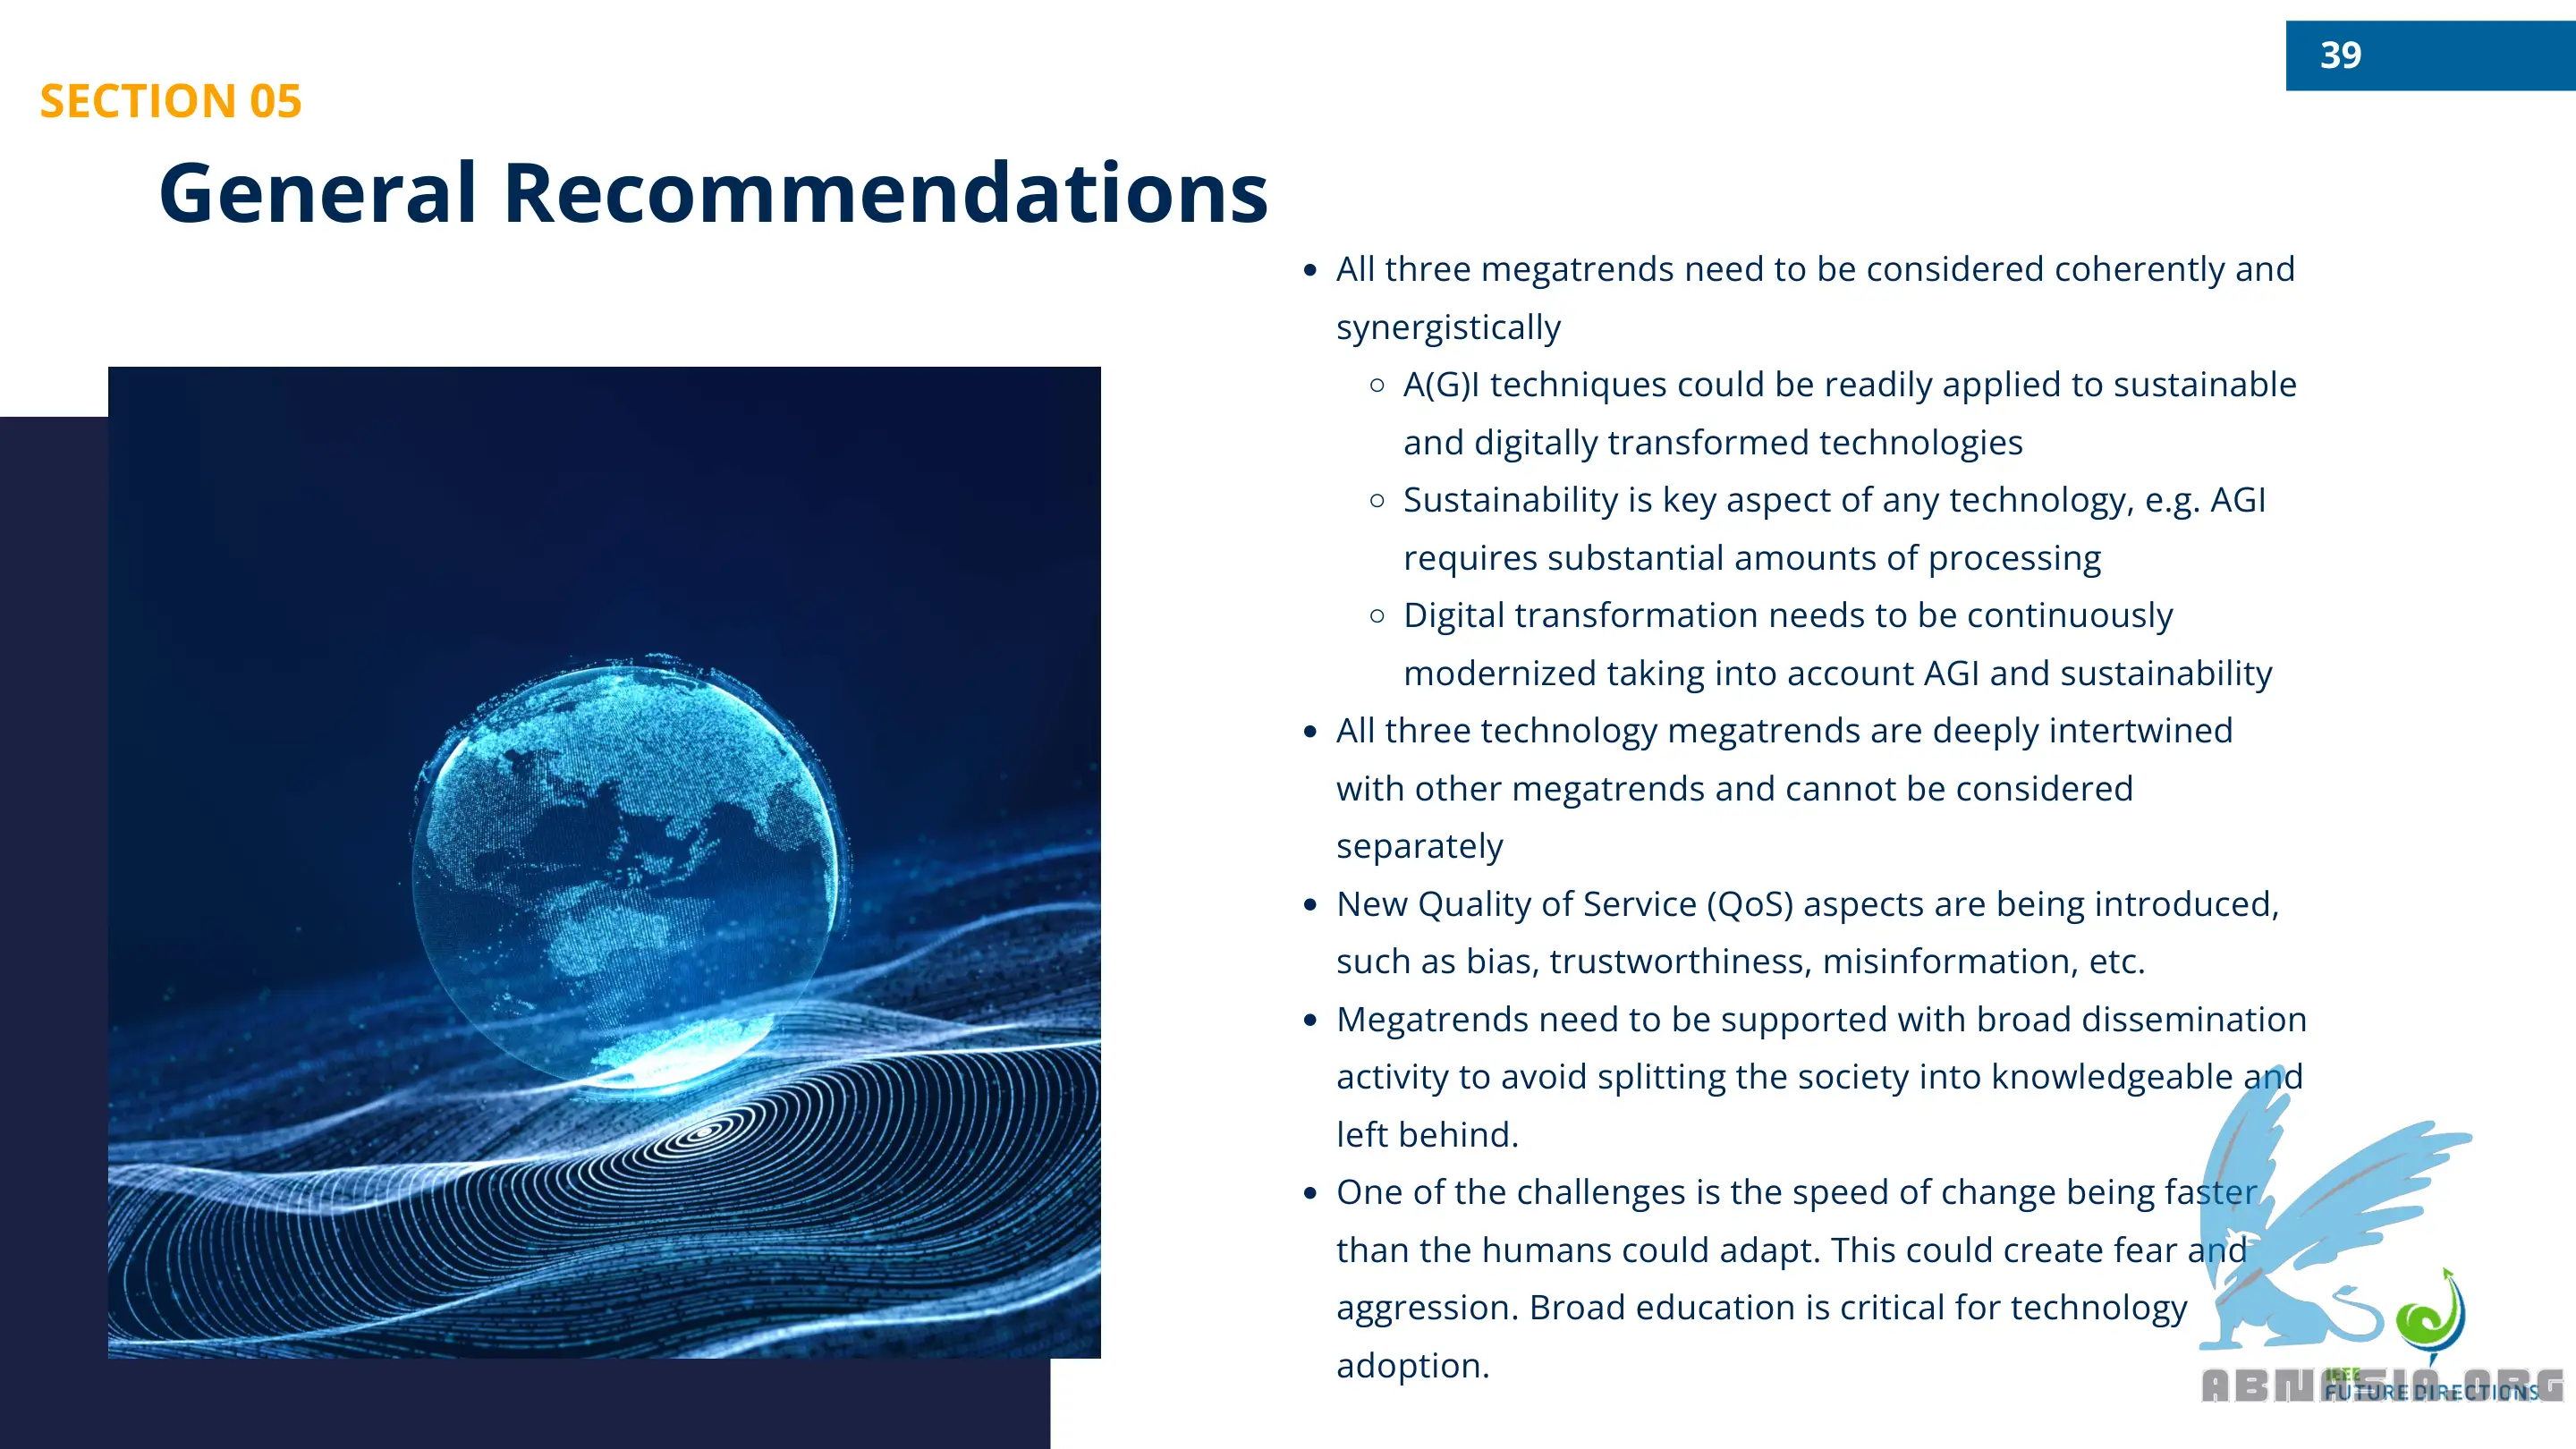 39
SECTION 05
General Recommendations
• All three megatrends need to be considered coherently and
synergistically
○ A(G)I techniques could be readily applied to sustainable
and digitally transformed technologies
○ Sustainability is key aspect of any technology, e.g. AGI
requires substantial amounts of processing
○ Digital transformation needs to be continuously
modernized taking into account AGI and sustainability
• All three technology megatrends are deeply intertwined
with other megatrends and cannot be considered
separately
• New Quality of Service (QoS) aspects are being introduced,
such as bias, trustworthiness, misinformation, etc.
• Megatrends need to be supported with broad dissemination
activity to avoid splitting the society into knowledgeable and
left behind.
• One of the challenges is the speed of change being faster
than the humans could adapt. This could create fear and
aggression. Broad education is critical for technology
adoption.
IEEE
FUTURE DIRECTIONS
ABNASIA.ORG